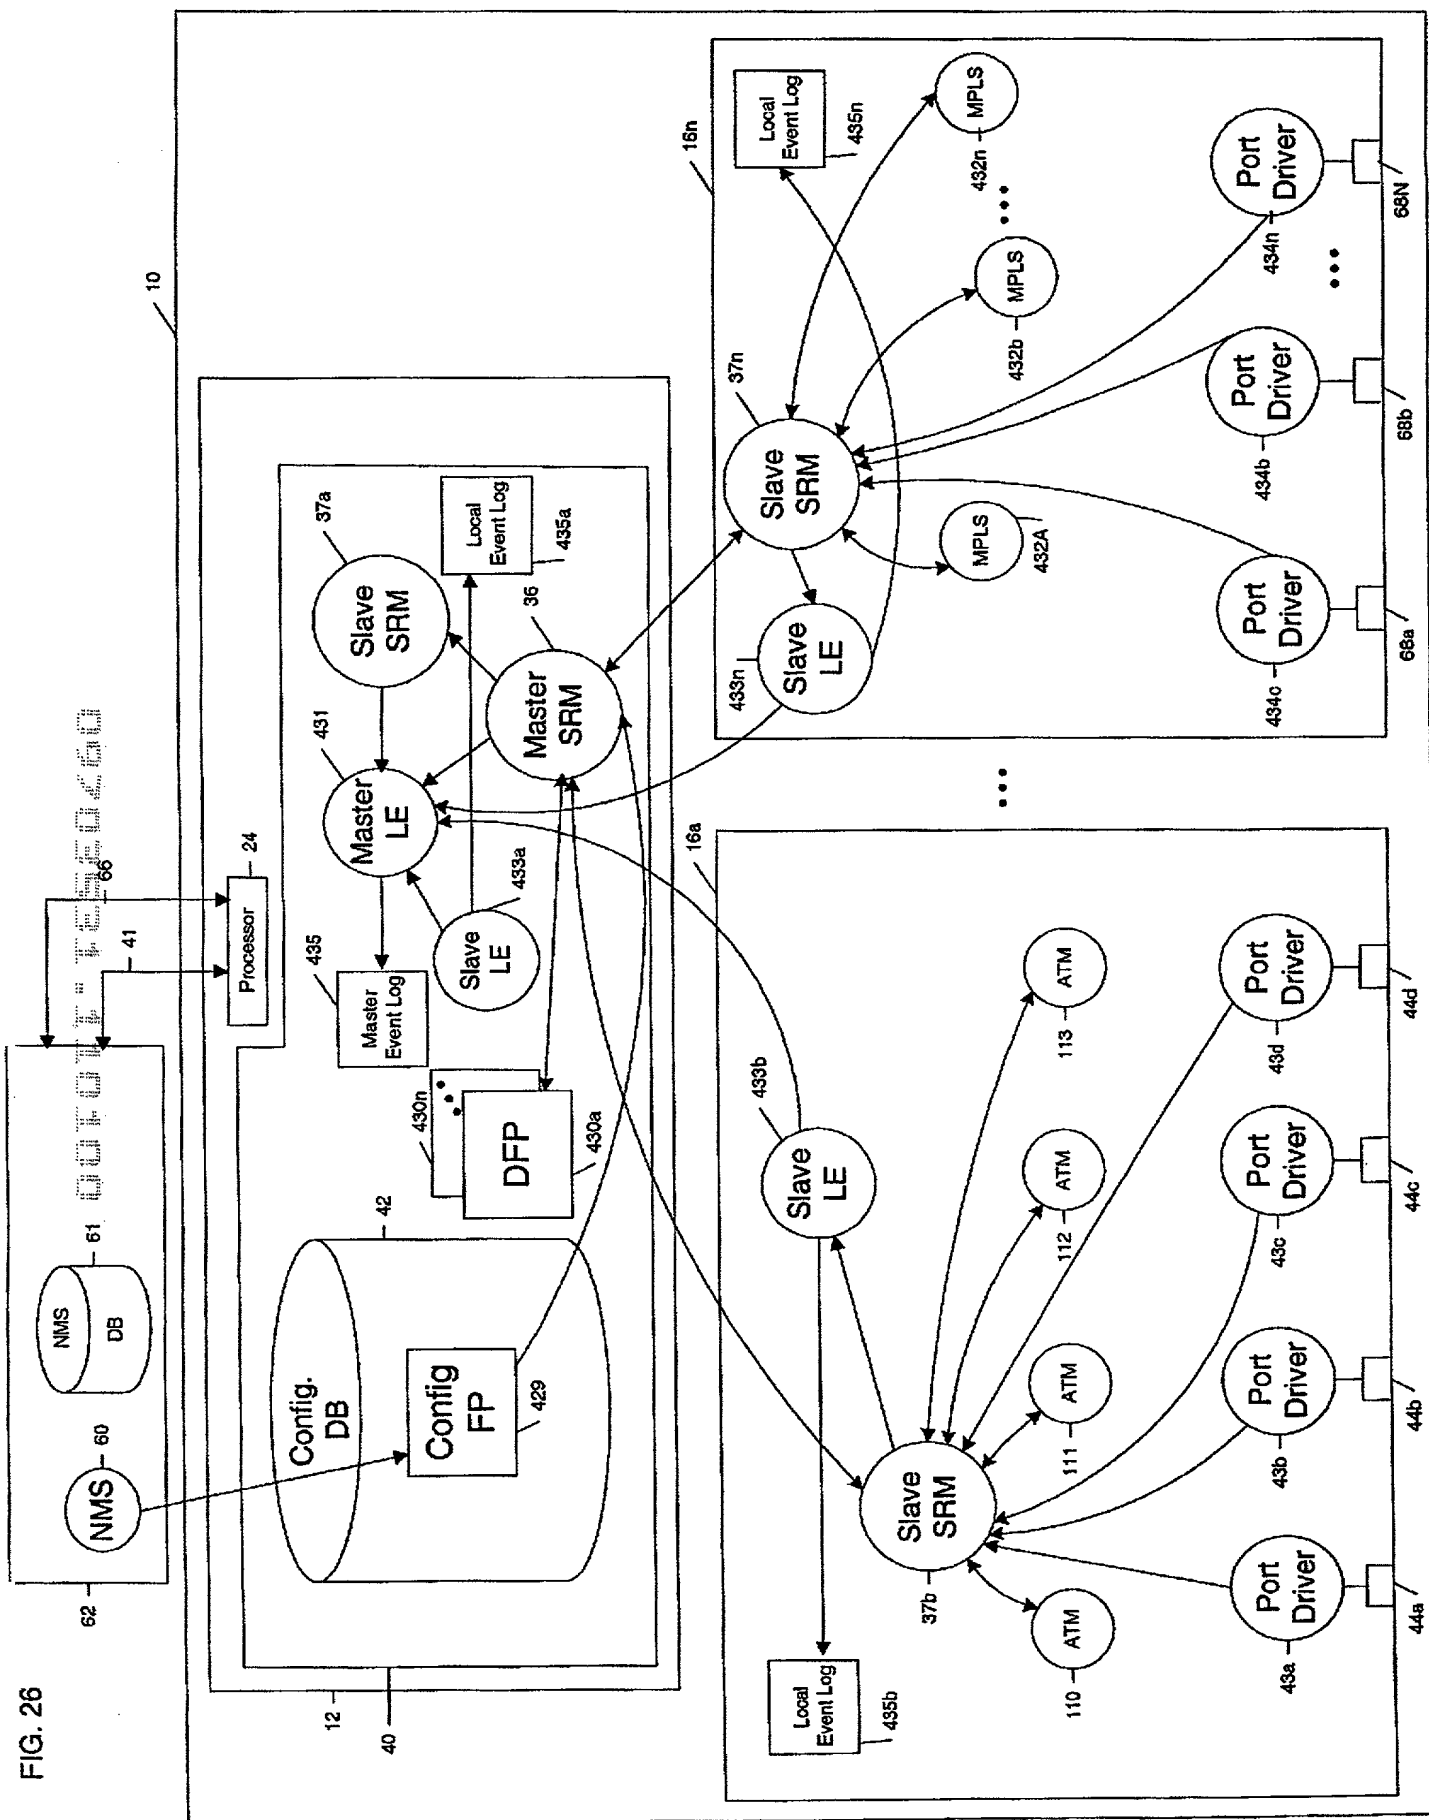 FIG. 26
62
NMS
60
NMS
DB
61
41
66
10
12
40
Config.
DB
42
Config
FP
429
Processor
24
DFP
430a
430n
Master
Event Log
435
Slave
LE
433a
Master
LE
431
Slave
SRM
37a
Master
SRM
36
Local
Event Log
435a
16a
Local
Event Log
435b
Slave
LE
433b
Slave
SRM
37b
ATM
110
ATM
111
ATM
112
ATM
113
Port
Driver
43a
Port
Driver
43b
Port
Driver
43c
Port
Driver
43d
44a
44b
44c
44d
16n
Slave
LE
433n
Slave
SRM
37n
Local
Event Log
435n
MPLS
432A
MPLS
432b
MPLS
432n
Port
Driver
434c
Port
Driver
434b
Port
Driver
434n
68a
68b
68N